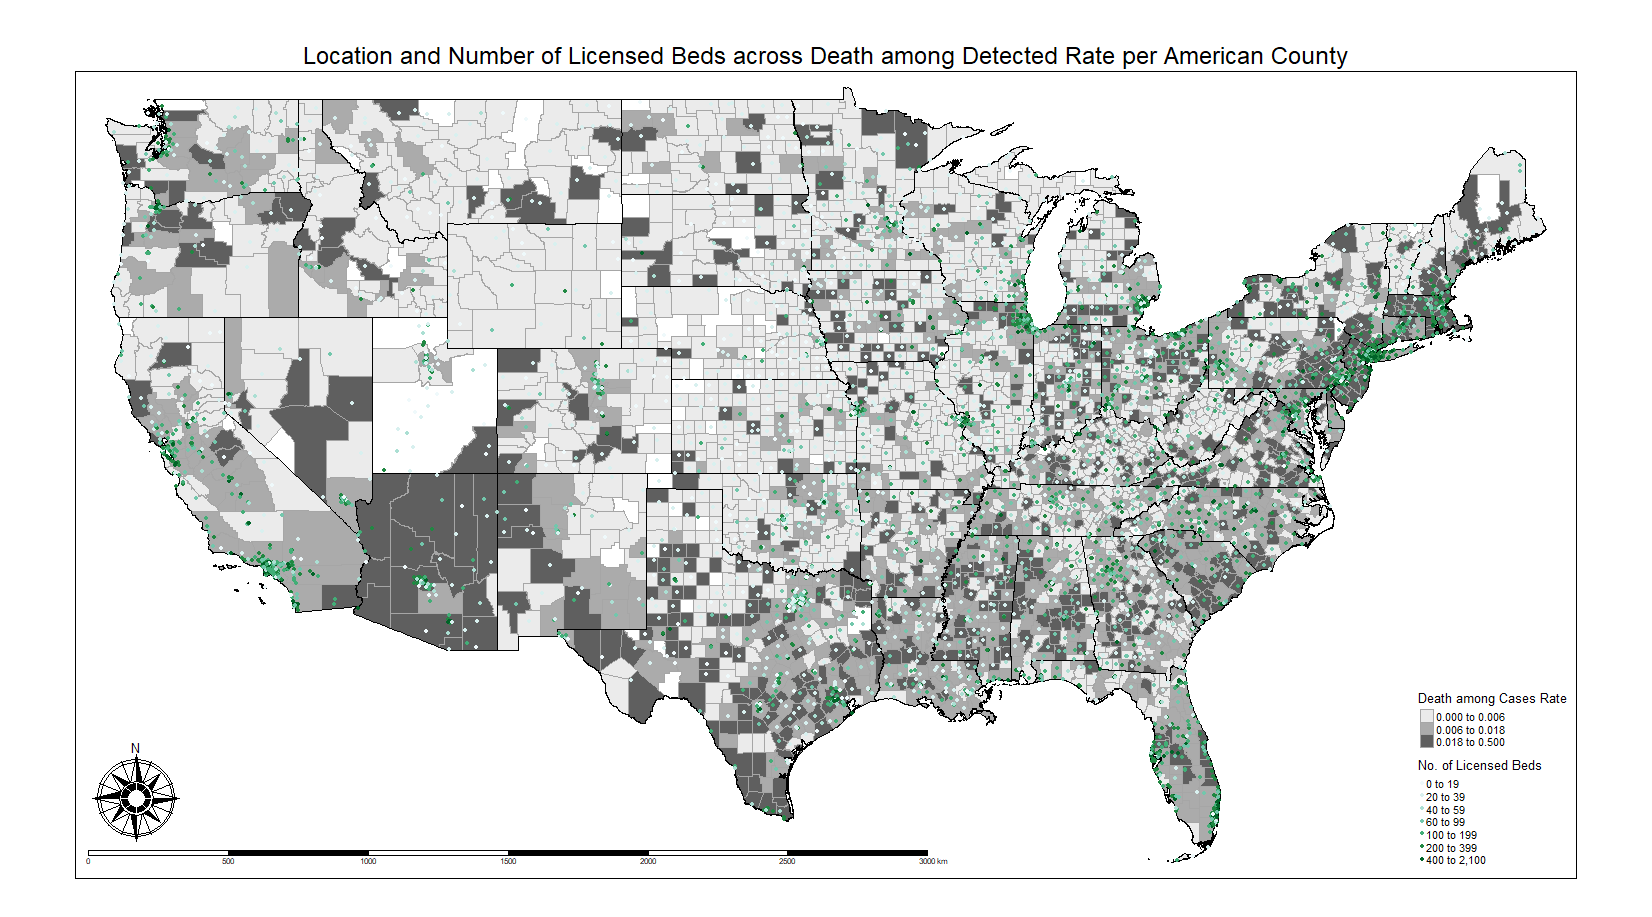 Location and Number of Licensed Beds across Death among Detected Rate per American County
Death among Cases Rate
0.000 to 0.006
0.006 to 0.018
0.018 to 0.500
No. of Licensed Beds
0 to 19
20 to 39
40 to 59
60 to 99
100 to 199
200 to 399
400 to 2,100
N
0 500 1000 1500 2000 2500 3000 km